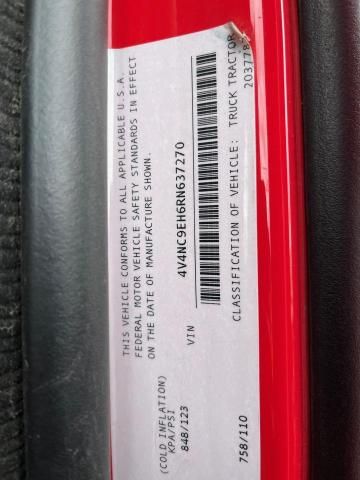 THIS VEHICLE CONFORMS TO ALL APPLICABLE U.S.A.
FEDERAL MOTOR VEHICLE SAFETY STANDARDS IN EFFECT
ON THE DATE OF MANUFACTURE SHOWN.
(COLD INFLATION)
KPA/PSI
848/123
VIN
4V4NC9EH6RN637270
758/110
CLASSIFICATION OF VEHICLE: TRUCK TRACTOR